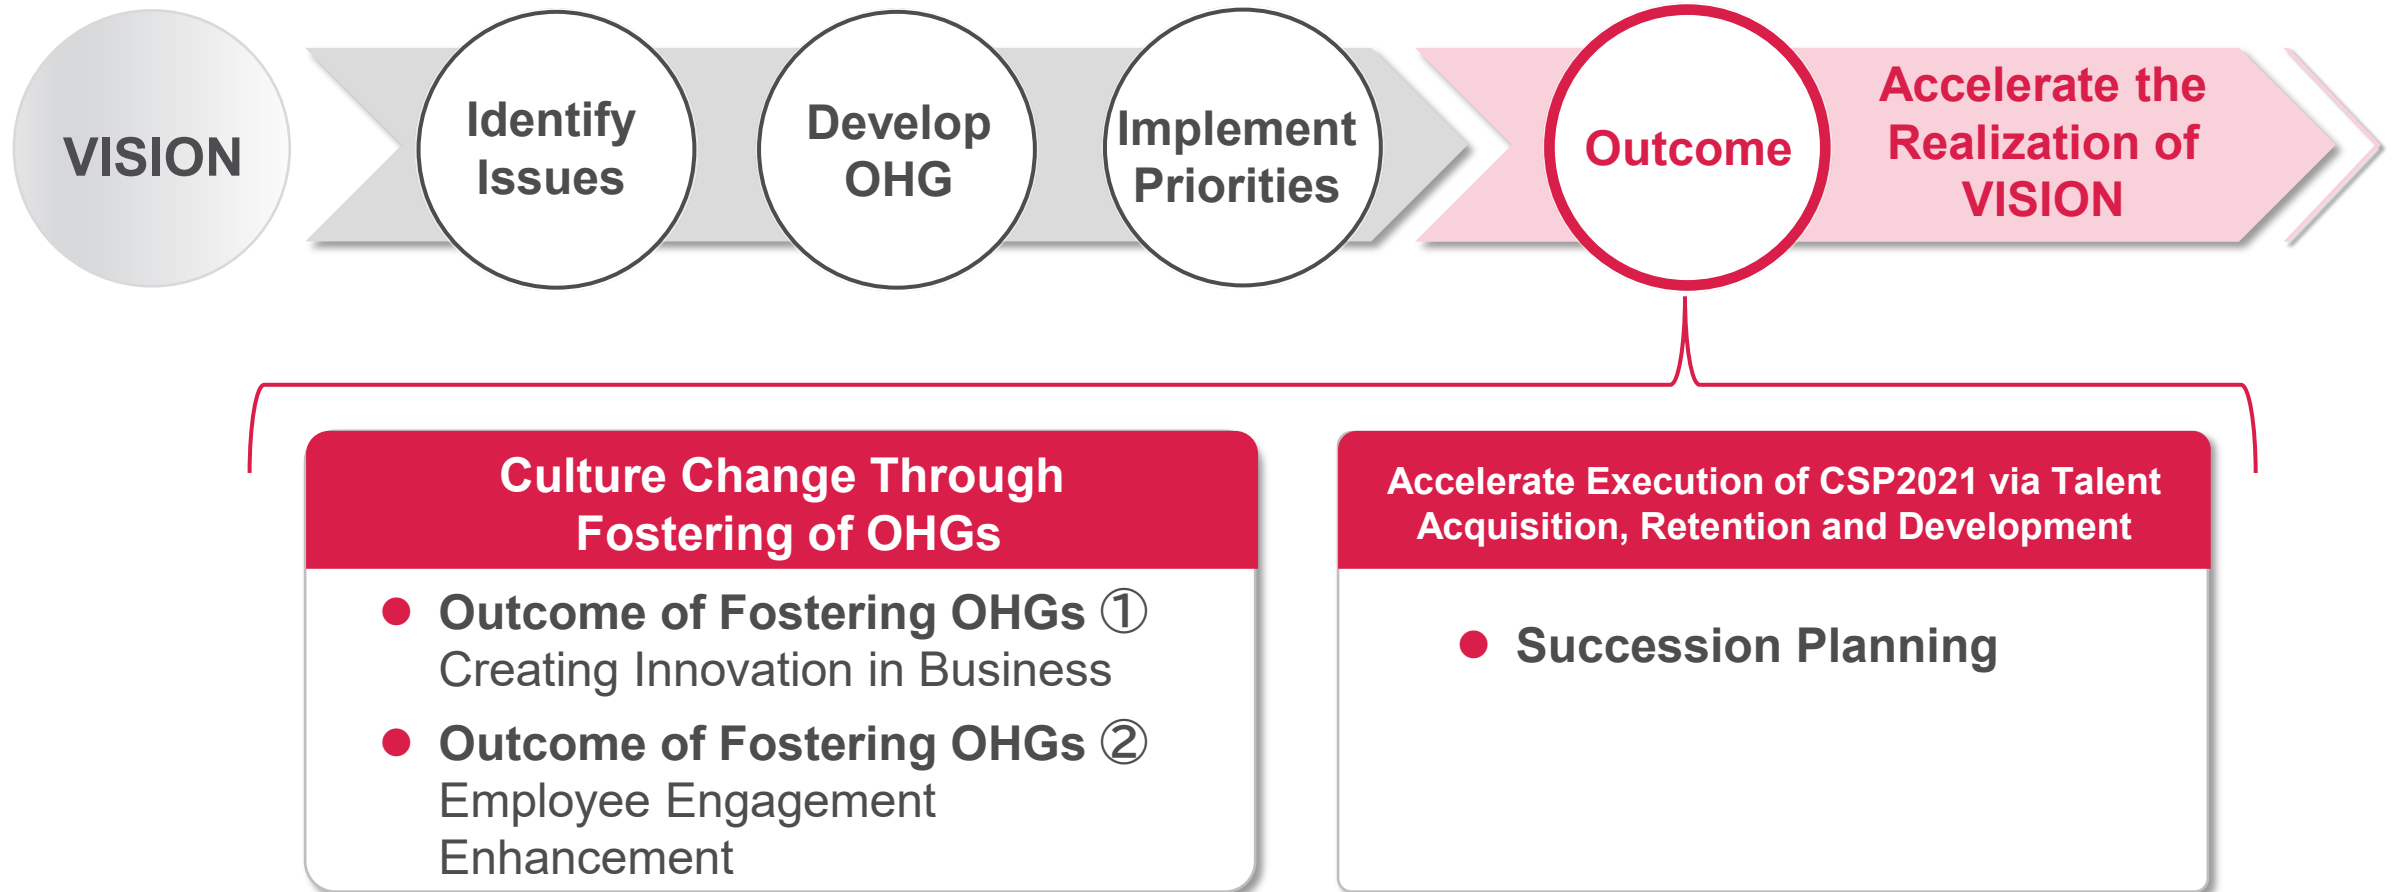 VISION
Identify
Issues
Develop
OHG
Implement
Priorities
Outcome
Accelerate the
Realization of
VISION
Culture Change Through
Fostering of OHGs
● Outcome of Fostering OHGs ①
Creating Innovation in Business
● Outcome of Fostering OHGs ②
Employee Engagement
Enhancement
Accelerate Execution of CSP2021 via Talent
Acquisition, Retention and Development
● Succession Planning